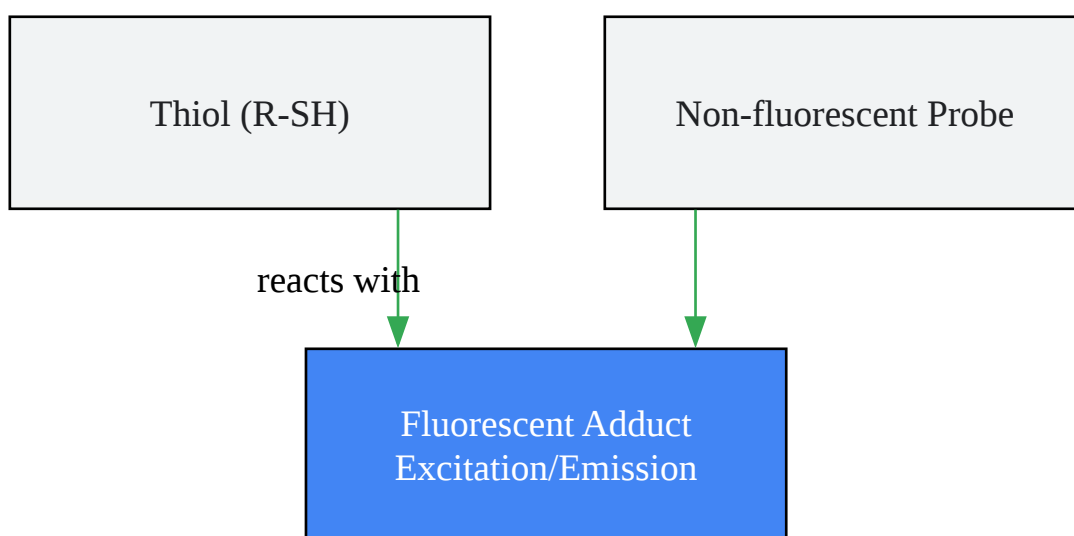 Thiol (R-SH)
Non-fluorescent Probe
reacts with
Fluorescent Adduct
Excitation/Emission